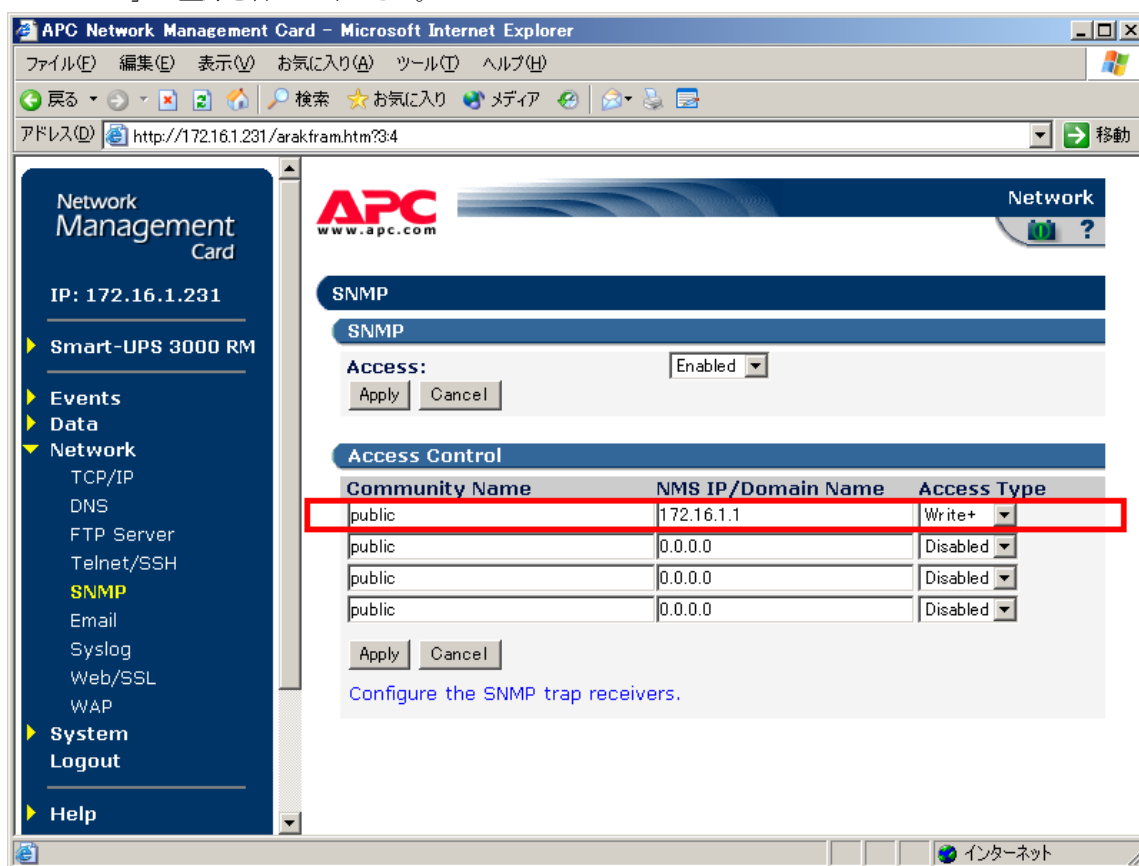 APC Network Management Card - Microsoft Internet Explorer
ファイル(F) 編集(E) 表示(V) お気に入り(A) ツール(T) ヘルプ(H)
戻る 検索 お気に入り メディア
アドレス(D) http://172.16.1.231/arakfram.htm?3:4 移動
Network
Management
Card
IP: 172.16.1.231
Smart-UPS 3000 RM
Events
Data
Network
TCP/IP
DNS
FTP Server
Telnet/SSH
SNMP
Email
Syslog
Web/SSL
WAP
System
Logout
Help
APC
www.apc.com
Network
?
SNMP
SNMP
Access: Enabled
Apply Cancel
Access Control
Community Name NMS IP/Domain Name Access Type
public 172.16.1.1 Write+
public 0.0.0.0 Disabled
public 0.0.0.0 Disabled
public 0.0.0.0 Disabled
Apply Cancel
Configure the SNMP trap receivers.
インターネット